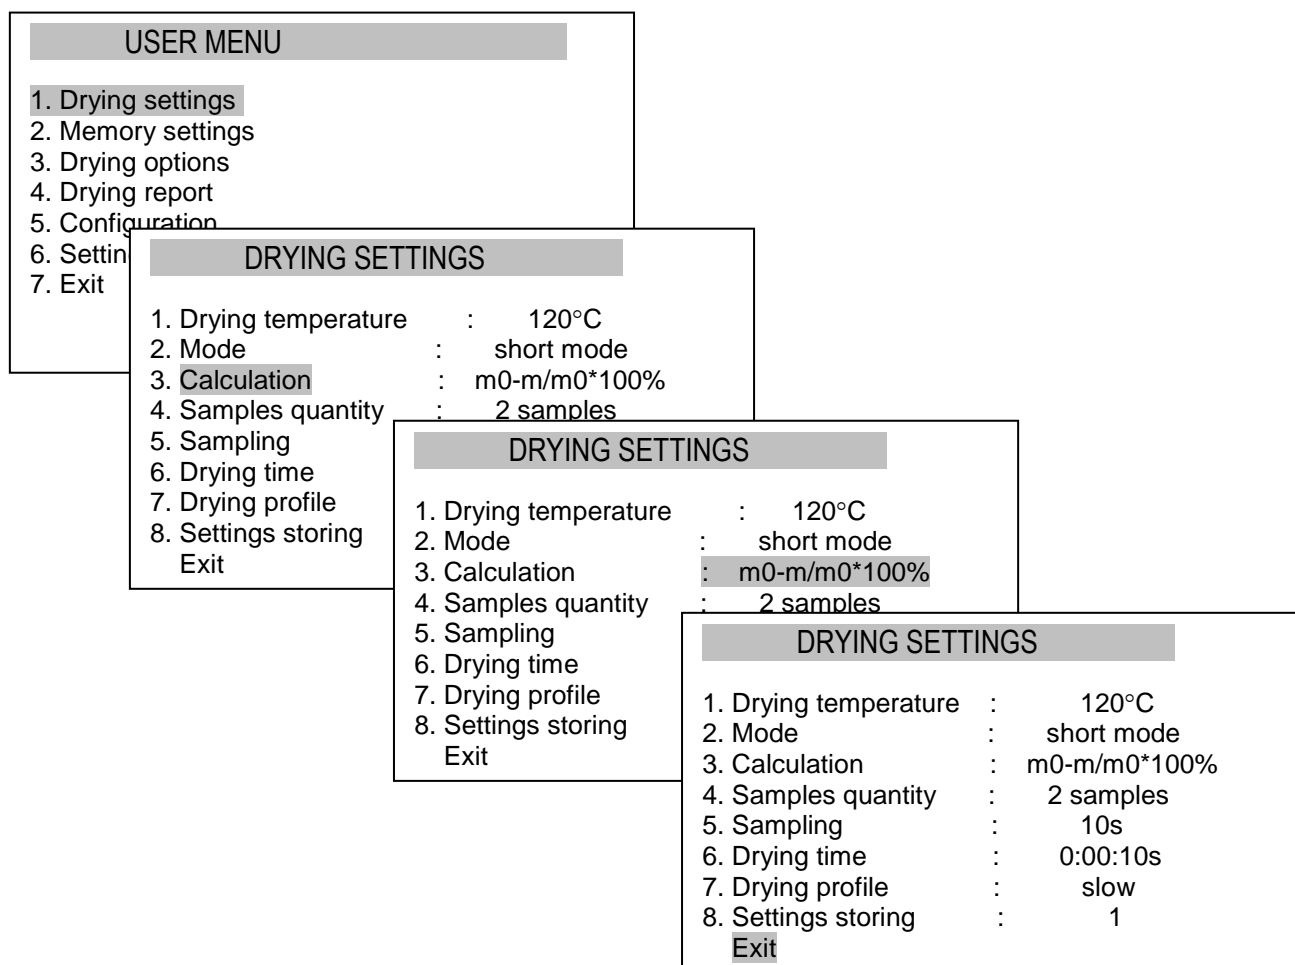 USER MENU
1. Drying settings
2. Memory settings
3. Drying options
4. Drying report
5. Configuration
6. Settin
7. Exit
DRYING SETTINGS
1. Drying temperature : 120°C
2. Mode : short mode
3. Calculation : m0-m/m0*100%
4. Samples quantity : 2 samples
5. Sampling
6. Drying time
7. Drying profile
8. Settings storing
Exit
DRYING SETTINGS
1. Drying temperature : 120°C
2. Mode : short mode
3. Calculation : m0-m/m0*100%
4. Samples quantity : 2 samples
5. Sampling
6. Drying time
7. Drying profile
8. Settings storing
Exit
DRYING SETTINGS
1. Drying temperature : 120°C
2. Mode : short mode
3. Calculation : m0-m/m0*100%
4. Samples quantity : 2 samples
5. Sampling : 10s
6. Drying time : 0:00:10s
7. Drying profile : slow
8. Settings storing : 1
Exit